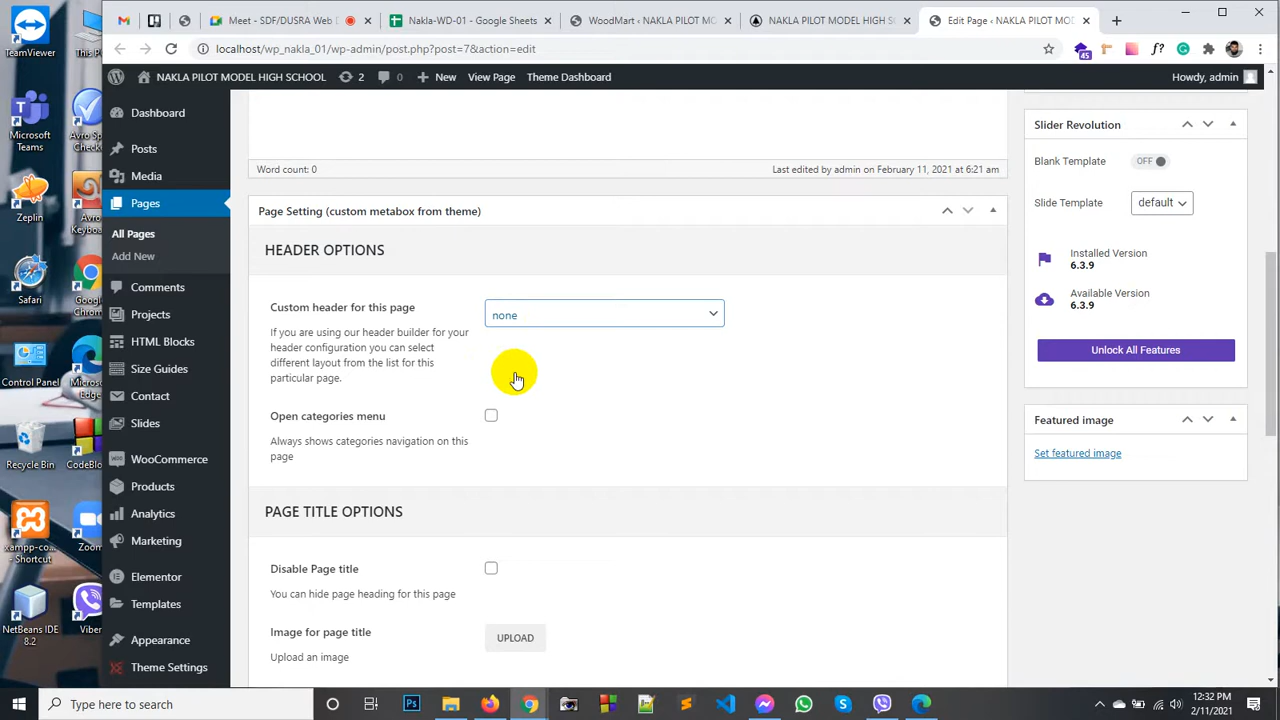 TeamViewer
This P
Microsoft Teams
Avro Sp
Check
Zeplin
Avro
Key
Safari
Goog
Chro
Control Panel
Micros
Edge
Recycle Bin
CodeBlo
xampp-co...
- Shortcut
Zoom
NetBeans IDE
8.2
Viber
Meet - SDF/DUSRA Web D
Nakla-WD-01 - Google Sheets
WoodMart ‹ NAKLA PILOT MODE
NAKLA PILOT MODEL HIGH S
Edit Page ‹ NAKLA PILOT MO
localhost/wp_nakla_01/wp-admin/post.php?post=7&action=edit
45
f?
NAKLA PILOT MODEL HIGH SCHOOL 2 0 New View Page Theme Dashboard Howdy, admin
Dashboard
Posts
Media
Pages
All Pages
Add New
Comments
Projects
HTML Blocks
Size Guides
Contact
Slides
WooCommerce
Products
Analytics
Marketing
Elementor
Templates
Appearance
Theme Settings
Word count: 0 Last edited by admin on February 11, 2021 at 6:21 am
Page Setting (custom metabox from theme)
HEADER OPTIONS
Custom header for this page none
If you are using our header builder for your
header configuration you can select
different layout from the list for this
particular page.
Open categories menu
Always shows categories navigation on this
page
PAGE TITLE OPTIONS
Disable Page title
You can hide page heading for this page
Image for page title UPLOAD
Upload an image
Slider Revolution
Blank Template OFF
Slide Template default
Installed Version
6.3.9
Available Version
6.3.9
Unlock All Features
Featured image
Set featured image
Type here to search
Ps
12:32 PM
2/11/2021